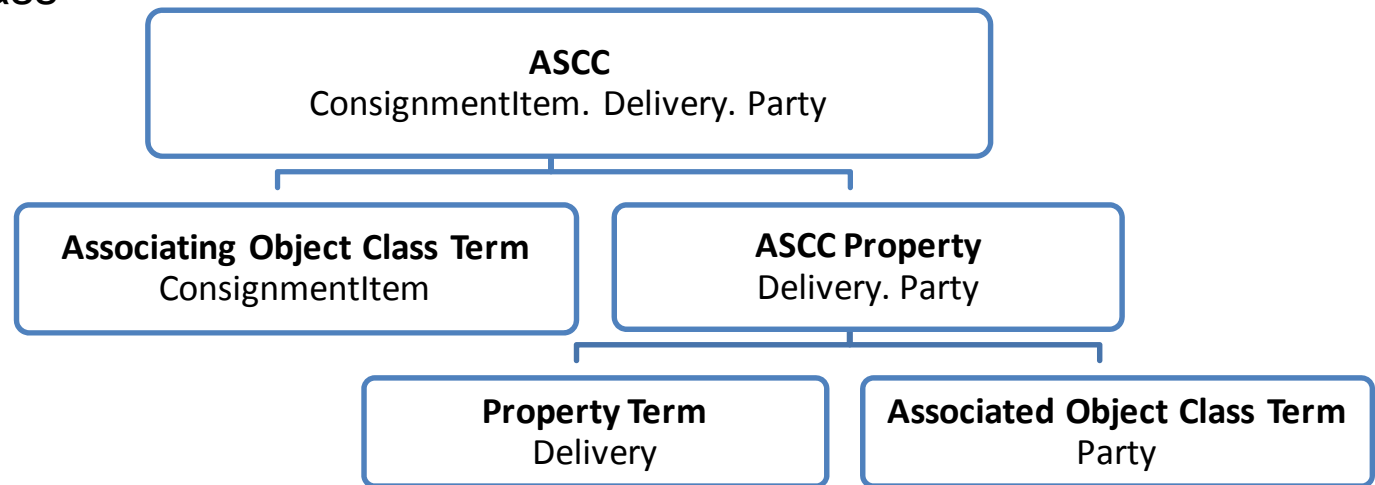 ASCC
ConsignmentItem. Delivery. Party
Associating Object Class Term
ConsignmentItem
ASCC Property
Delivery. Party
Property Term
Delivery
Associated Object Class Term
Party